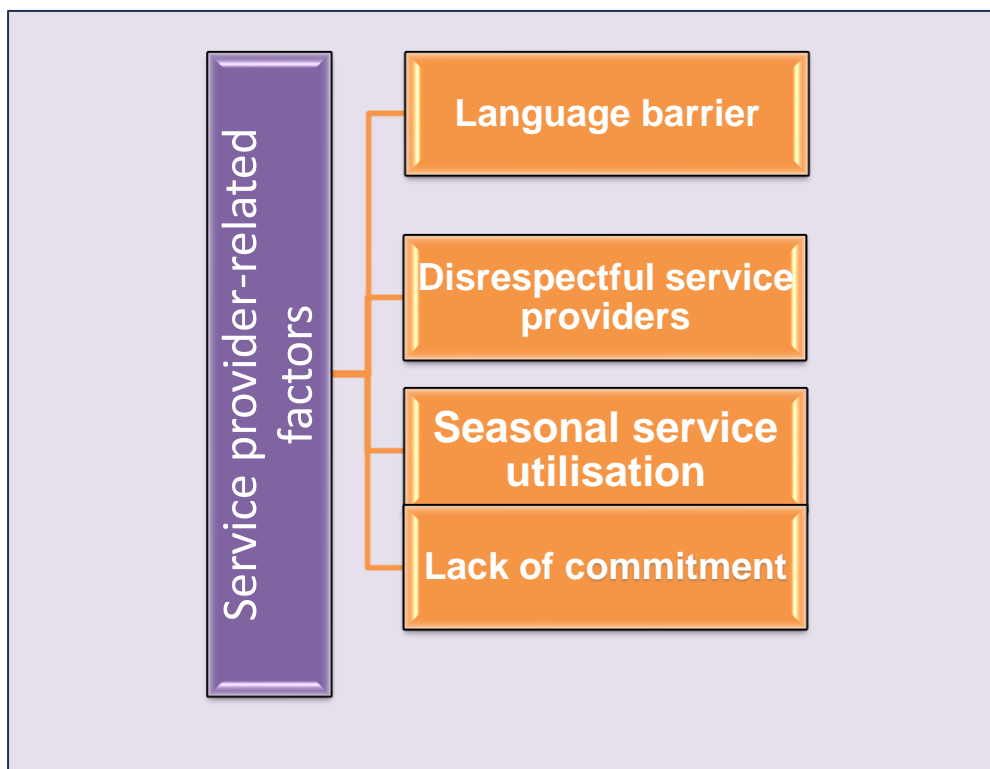 Service provider-related
factors
Language barrier
Disrespectful service
providers
Seasonal service
utilisation
Lack of commitment